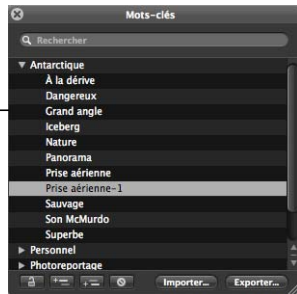 Mots-clés
Rechercher
Antarctique
À la dérive
Dangereux
Grand angle
Iceberg
Nature
Panorama
Prise aérienne
Prise aérienne-1
Sauvage
Son McMurdo
Superbe
Personnel
Photoreportage
Importer... Exporter...